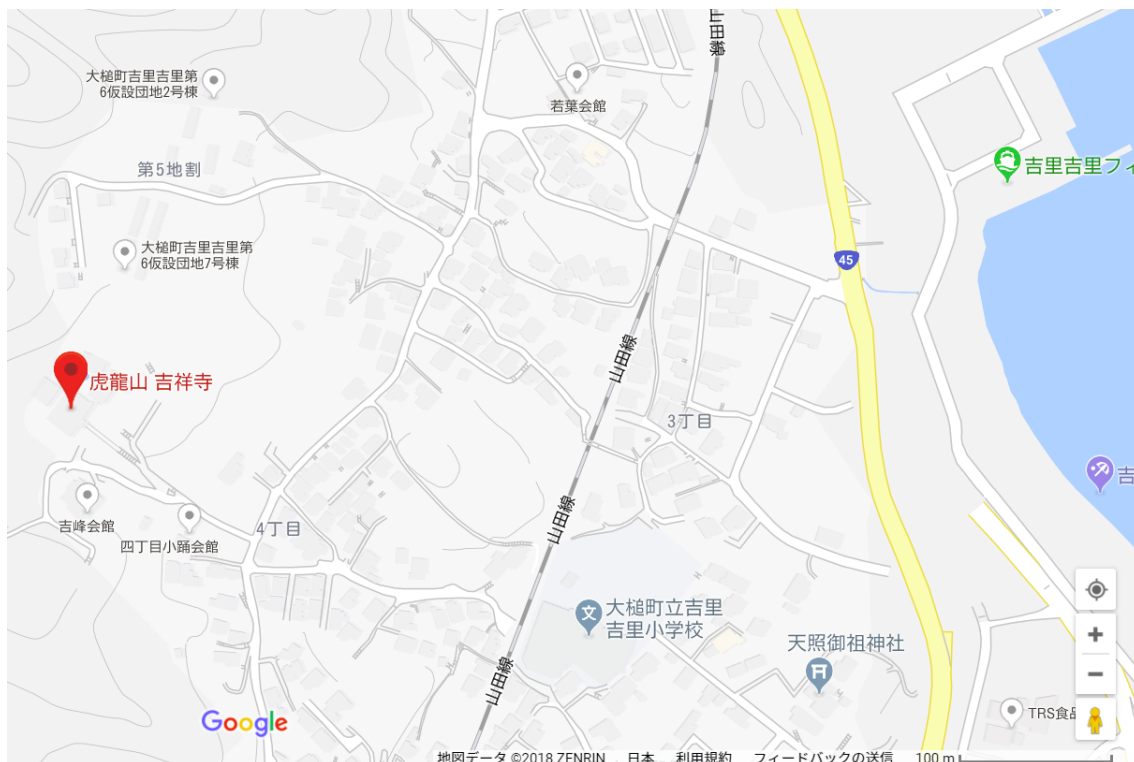 山田線
大槌町吉里吉里第
6仮設団地2号棟
若葉会館
第5地割
吉里吉里フィ
大槌町吉里吉里第
6仮設団地7号棟
45
山田線
虎龍山 吉祥寺
3丁目
吉
吉峰会館
山田線
4丁目
四丁目小踊会館
文
大槌町立吉里
吉里小学校
天照御祖神社
山田線
TRS食品
Google
地図データ ©2018 ZENRIN 日本 利用規約 フィードバックの送信 100 m